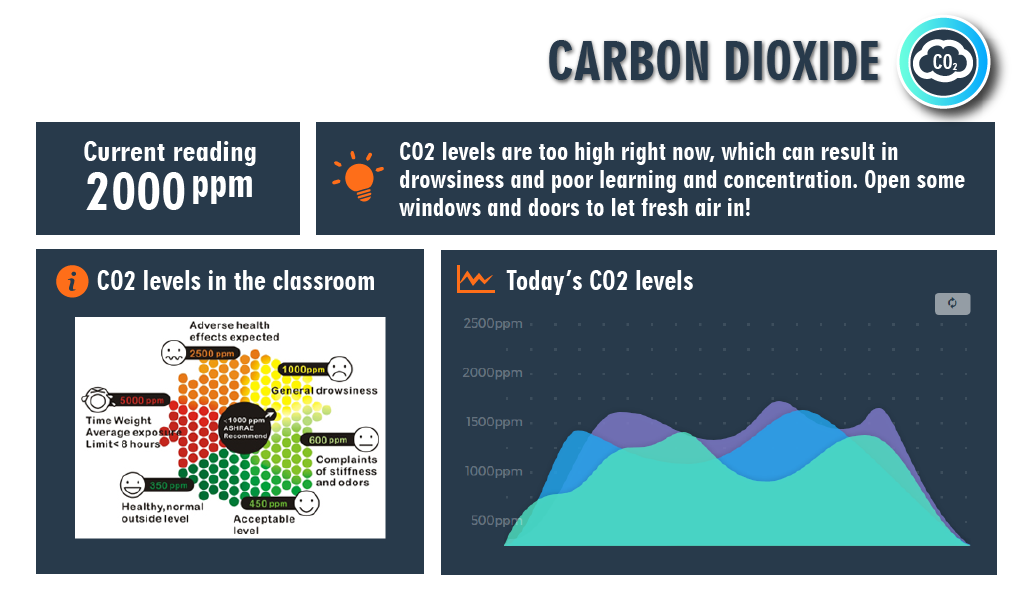 CARBON DIOXIDE
CO2
Current reading
2000 ppm
CO2 levels are too high right now, which can result in
drowsiness and poor learning and concentration. Open some
windows and doors to let fresh air in!
i CO2 levels in the classroom
Adverse health
effects expected
2500 ppm
1000ppm
General drowsiness
5000 ppm
Time Weight
Average exposure
Limit< 8 hours
<1000 ppm
ASHRAE
Recommend
600 ppm
Complaints
of stiffness
and odors
350 ppm
Healthy, normal
outside level
450 ppm
Acceptable
level
Today's CO2 levels
2500ppm
2000ppm
1500ppm
1000ppm
500ppm